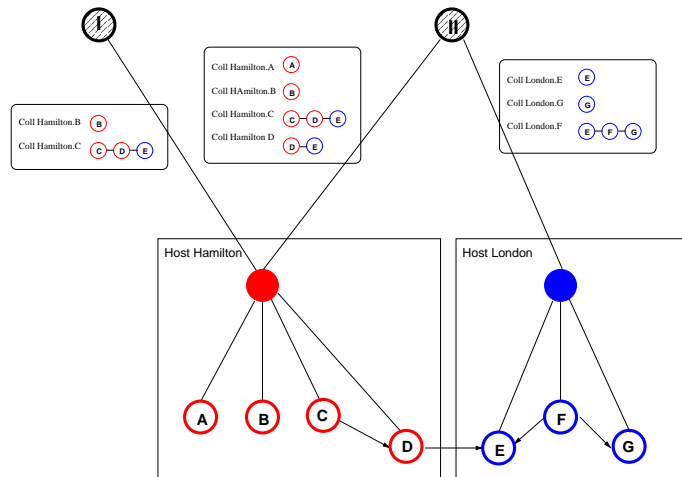 I
II
Coll Hamilton.A A
Coll HAmilton.B B
Coll Hamilton.C C D E
Coll Hamilton D D E
Coll London.E E
Coll London.G G
Coll London.F E F G
Coll Hamilton.B B
Coll Hamilton.C C D E
Host Hamilton
Host London
A B C D
E F G